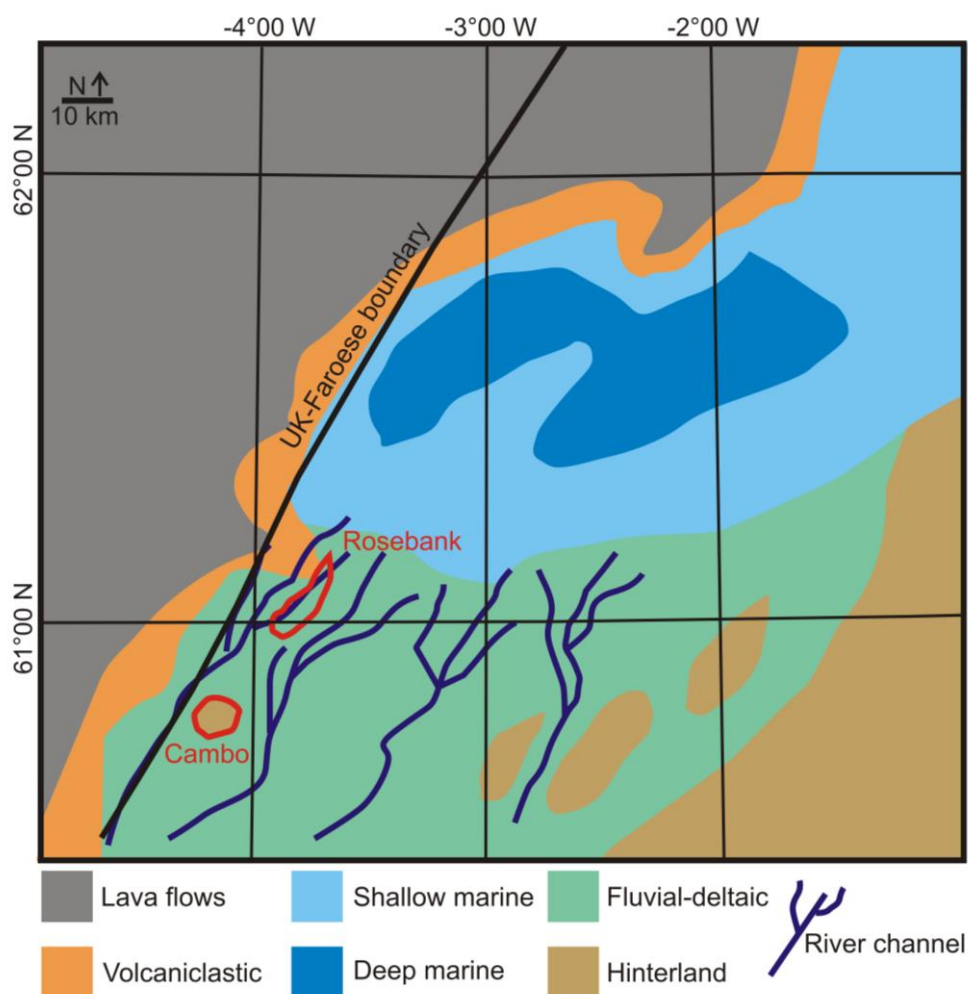 -4°00 W
-3°00 W
-2°00 W
N
10 km
62°00 N
UK-Faroese boundary
Rosebank
61°00 N
Cambo
Lava flows
Shallow marine
Fluvial-deltaic
River channel
Volcaniclastic
Deep marine
Hinterland